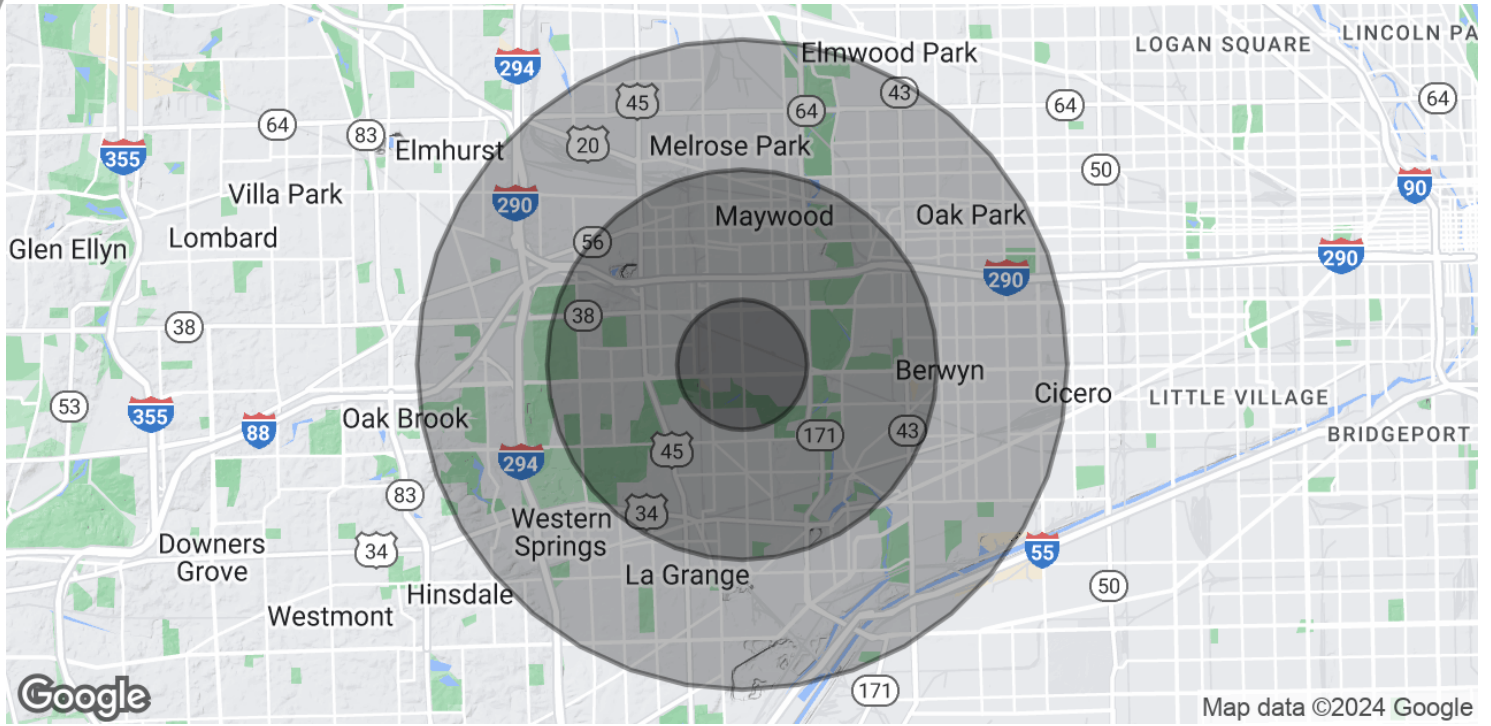 LOGAN SQUARE
LINCOLN PA
Elmwood Park
294
45
43
64
64
64
64
83
20
Melrose Park
Elmhurst
355
50
Villa Park
290
90
Maywood
Oak Park
Lombard
56
Glen Ellyn
290
290
38
38
Berwyn
Cicero
LITTLE VILLAGE
53
355
88
Oak Brook
BRIDGEPORT
43
171
45
294
83
34
Western
Springs
Downers
Grove
34
55
La Grange
50
Hinsdale
Westmont
171
Google
Map data ©2024 Google